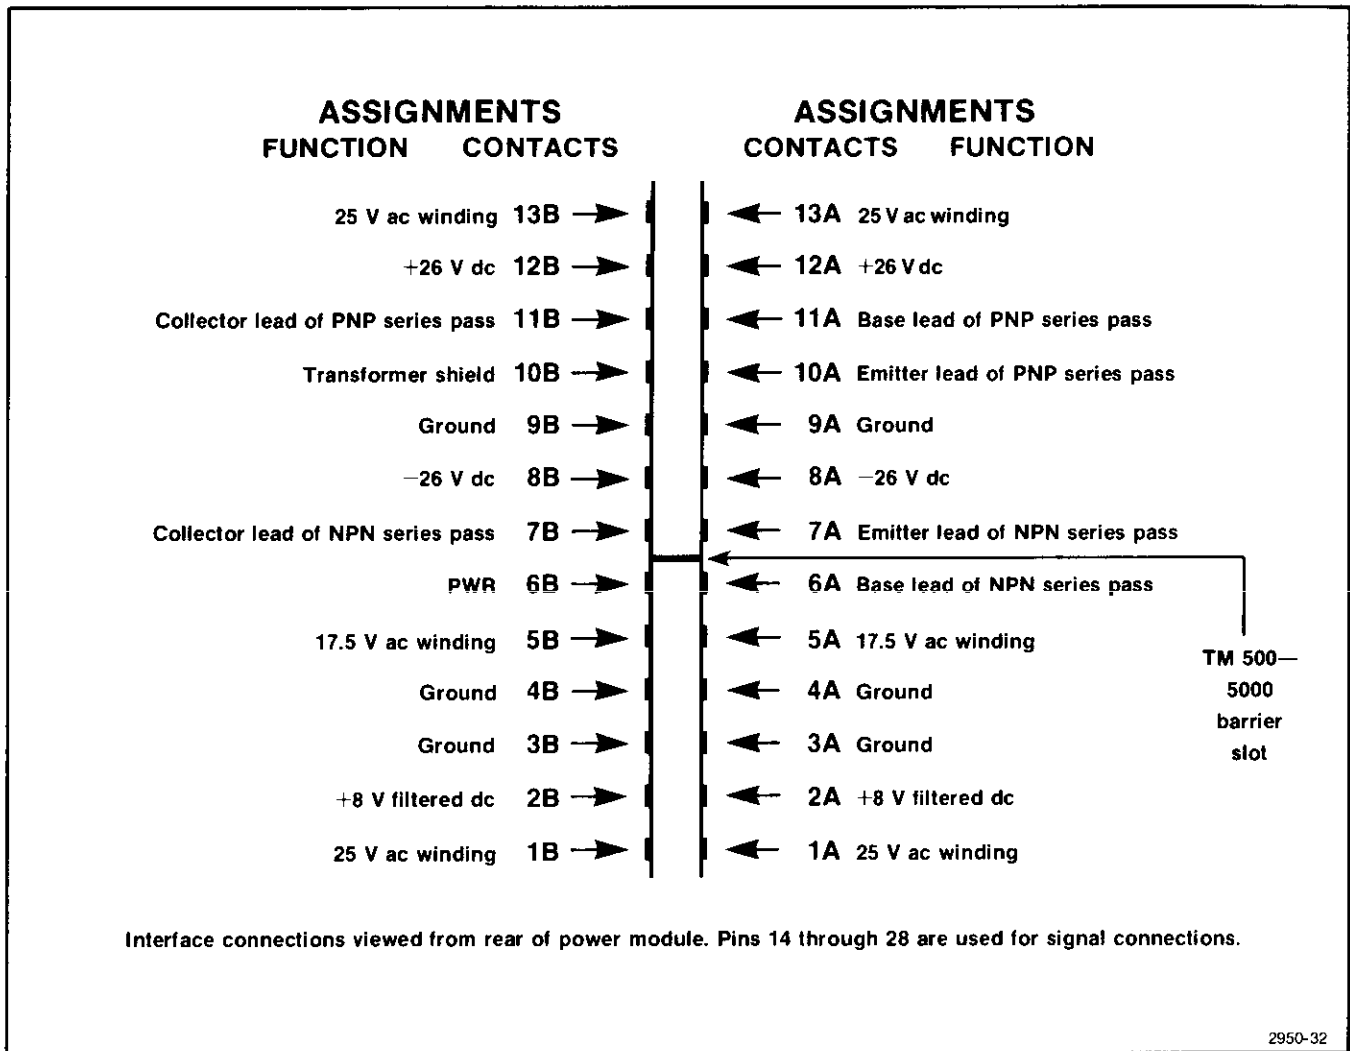 ASSIGNMENTS ASSIGNMENTS
FUNCTION CONTACTS CONTACTS FUNCTION
25 V ac winding 13B 13A 25 V ac winding
+26 V dc 12B 12A +26 V dc
Collector lead of PNP series pass 11B 11A Base lead of PNP series pass
Transformer shield 10B 10A Emitter lead of PNP series pass
Ground 9B 9A Ground
−26 V dc 8B 8A −26 V dc
Collector lead of NPN series pass 7B 7A Emitter lead of NPN series pass
PWR 6B 6A Base lead of NPN series pass
17.5 V ac winding 5B 5A 17.5 V ac winding
TM 500—
Ground 4B 4A Ground 5000
barrier
Ground 3B 3A Ground slot
+8 V filtered dc 2B 2A +8 V filtered dc
25 V ac winding 1B 1A 25 V ac winding
Interface connections viewed from rear of power module. Pins 14 through 28 are used for signal connections.
2950-32